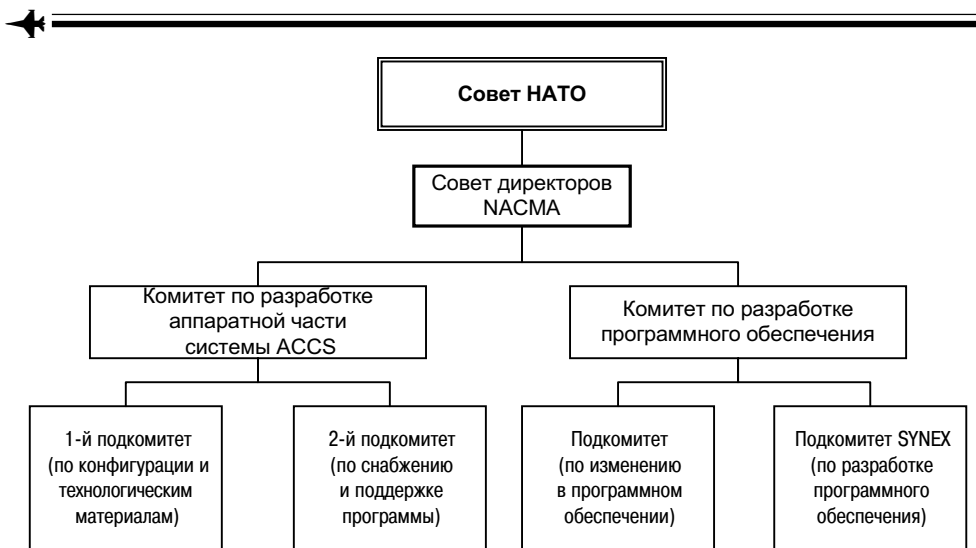 Совет НАТО
Совет директоров
NACMA
Комитет по разработке
аппаратной части
системы ACCS
Комитет по разработке
программного обеспечения
1-й подкомитет
(по конфигурации и
технологическим
материалам)
2-й подкомитет
(по снабжению
и поддержке
программы)
Подкомитет
(по изменению
в программном
обеспечении)
Подкомитет SYNEX
(по разработке
программного
обеспечения)